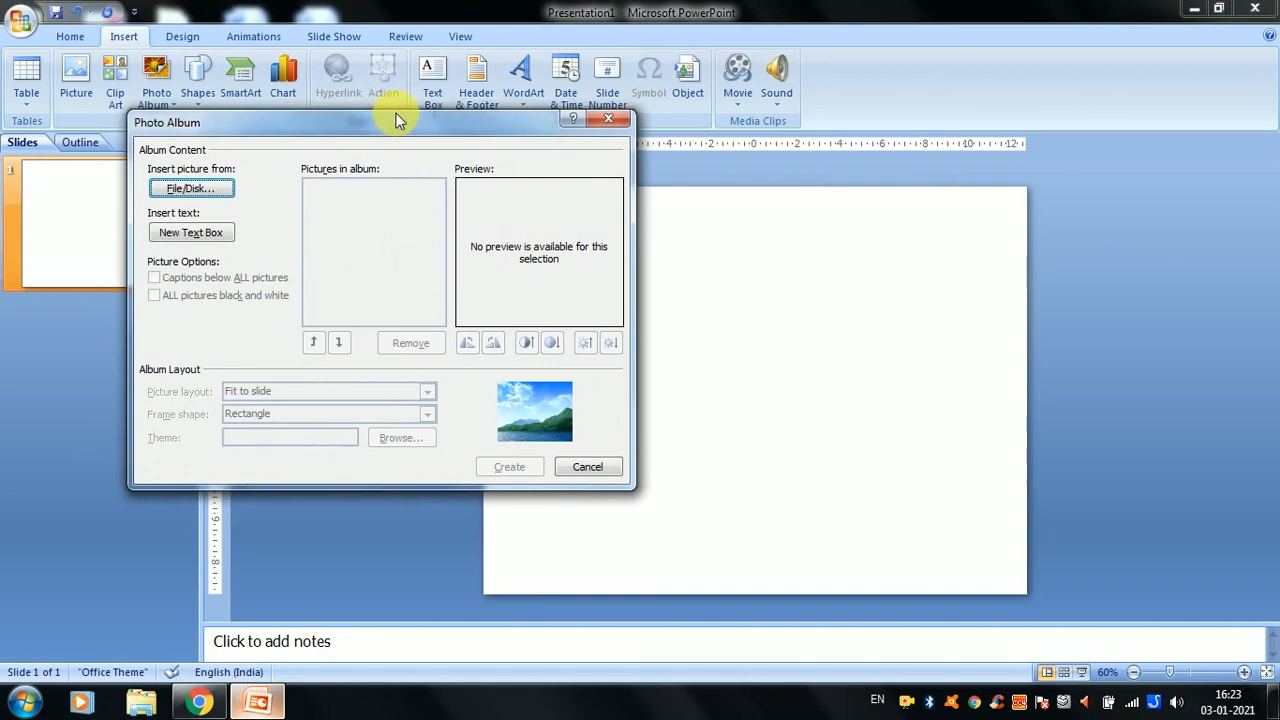 Presentation1 - Microsoft PowerPoint
Home Insert Design Animations Slide Show Review View
Table Picture Clip Art Photo Album Shapes SmartArt Chart Hyperlink Action Text Box Header & Footer WordArt Date & Time Slide Number Symbol Object Movie Sound
Tables Media Clips
Slides Outline
1
Photo Album
Album Content
Insert picture from: Pictures in album: Preview:
File/Disk...
Insert text:
New Text Box
No preview is available for this
selection
Picture Options:
Captions below ALL pictures
ALL pictures black and white
Remove
Album Layout
Picture layout: Fit to slide
Frame shape: Rectangle
Theme: Browse...
Create Cancel
Click to add notes
Slide 1 of 1 "Office Theme" English (India) 60%
EN 16:23
03-01-2021